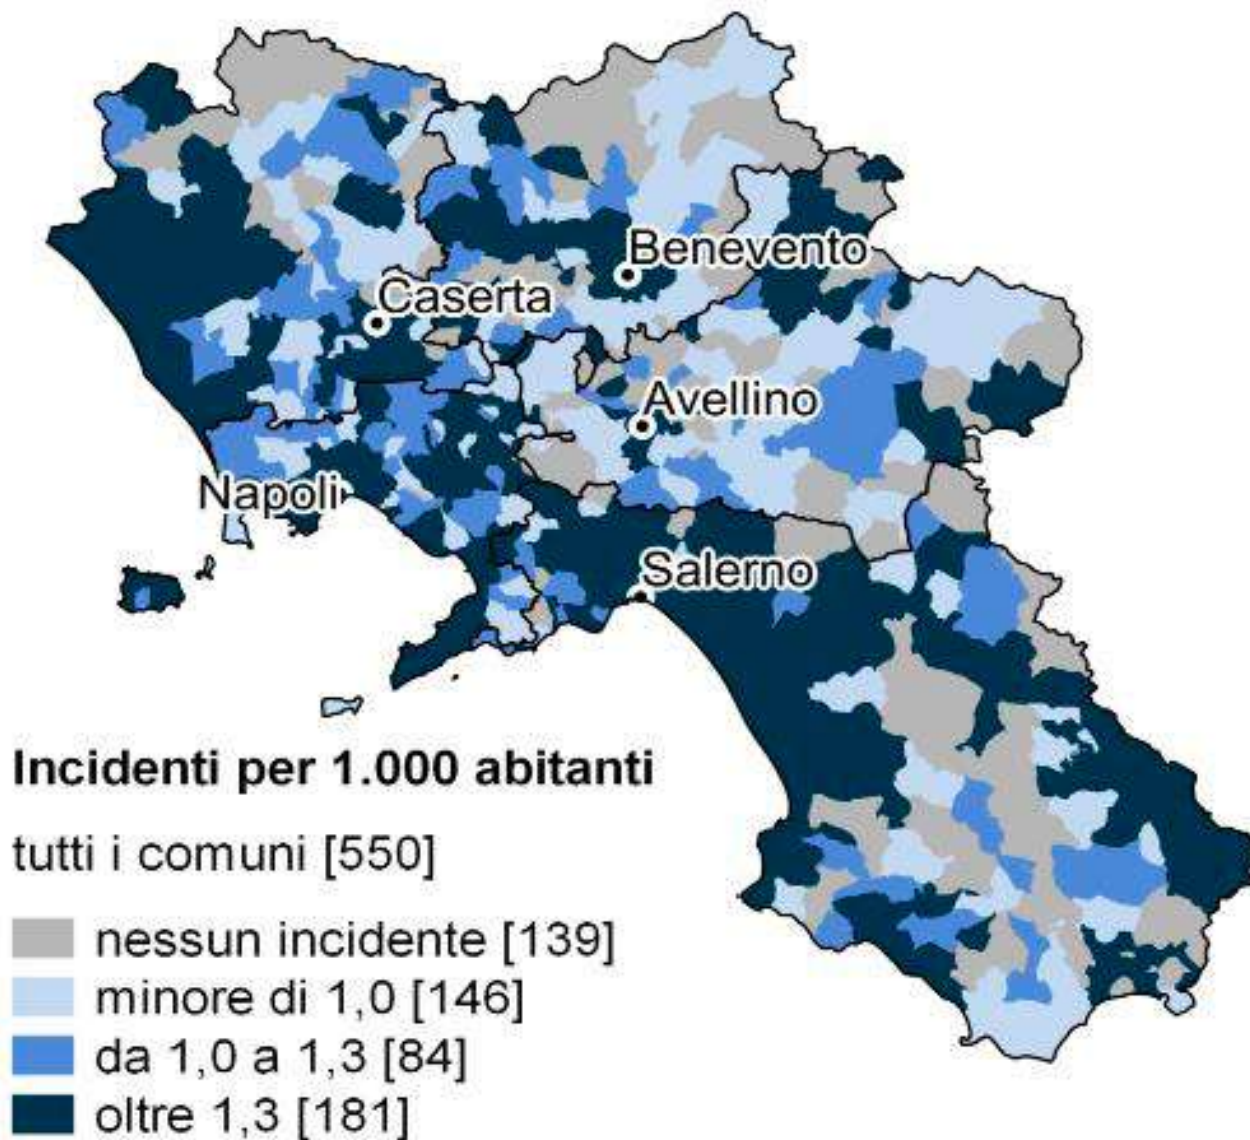 Benevento
Caserta
Avellino
Napoli
Salerno
Incidenti per 1.000 abitanti
tutti i comuni [550]
nessun incidente [139]
minore di 1,0 [146]
da 1,0 a 1,3 [84]
oltre 1,3 [181]